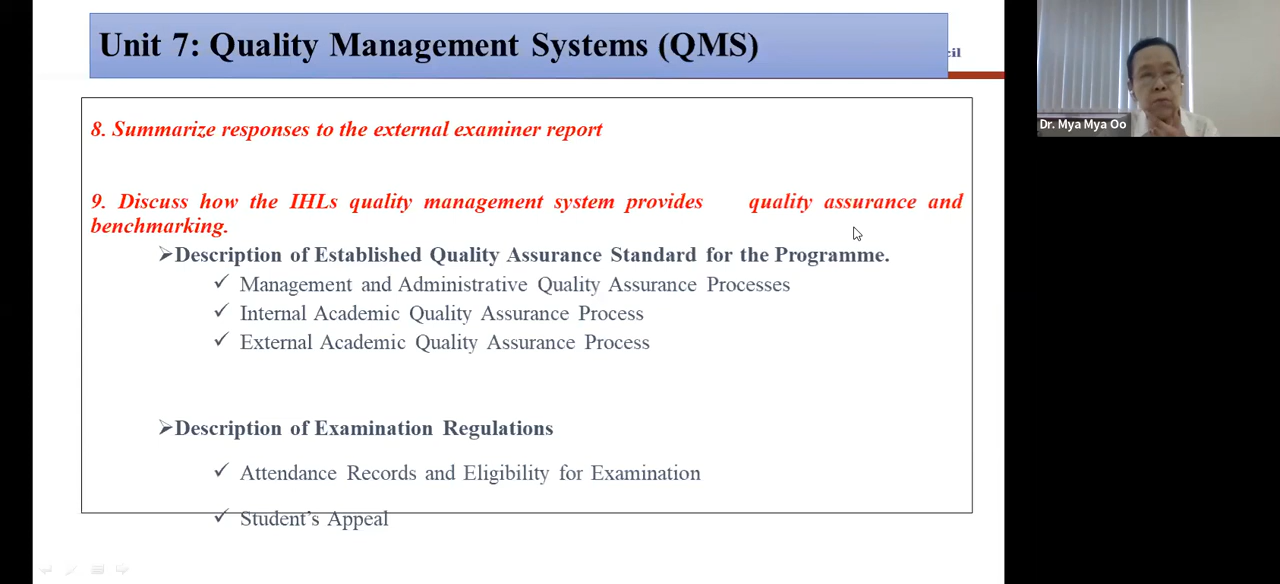 Unit 7: Quality Management Systems (QMS)
cil
8. Summarize responses to the external examiner report
9. Discuss how the IHLs quality management system provides quality assurance and
benchmarking.
➢Description of Established Quality Assurance Standard for the Programme.
✓ Management and Administrative Quality Assurance Processes
✓ Internal Academic Quality Assurance Process
✓ External Academic Quality Assurance Process
➢Description of Examination Regulations
✓ Attendance Records and Eligibility for Examination
✓ Student’s Appeal
Dr. Mya Mya Oo